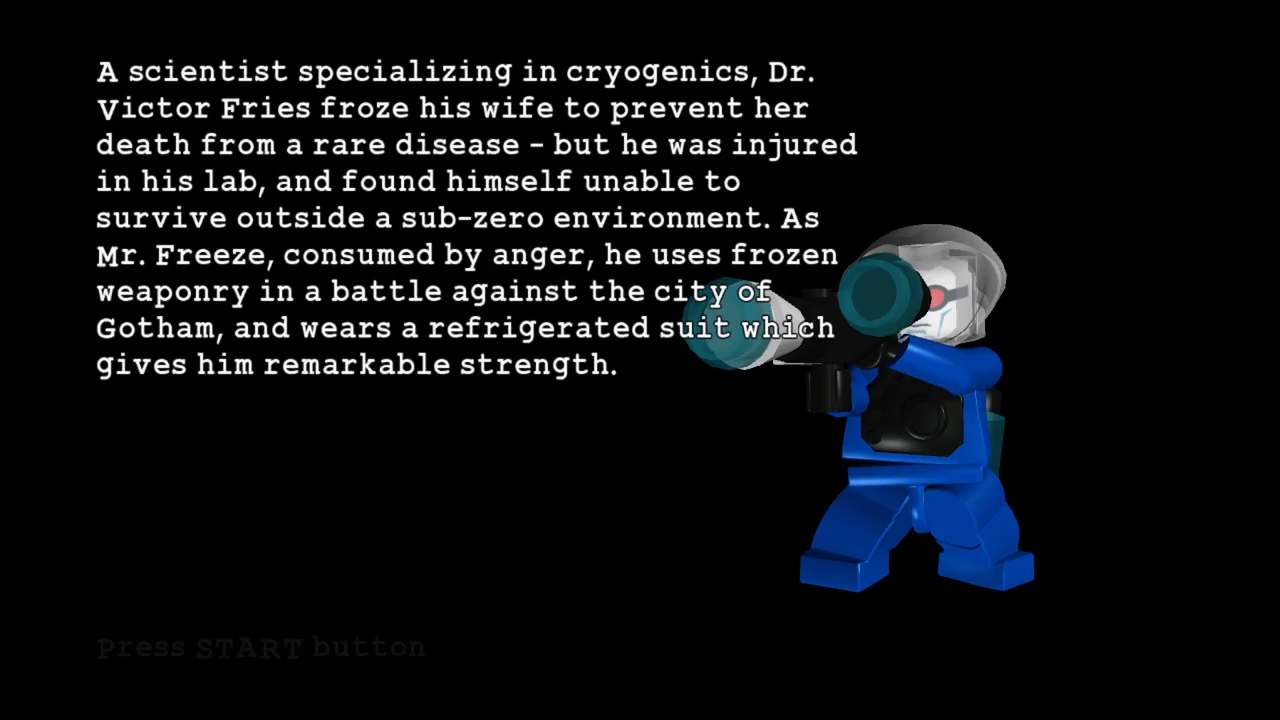 A scientist specializing in cryogenics, Dr.
Victor Fries froze his wife to prevent her
death from a rare disease - but he was injured
in his lab, and found himself unable to
survive outside a sub-zero environment. As
Mr. Freeze, consumed by anger, he uses frozen
weaponry in a battle against the city of
Gotham, and wears a refrigerated suit which
gives him remarkable strength.
Press START button